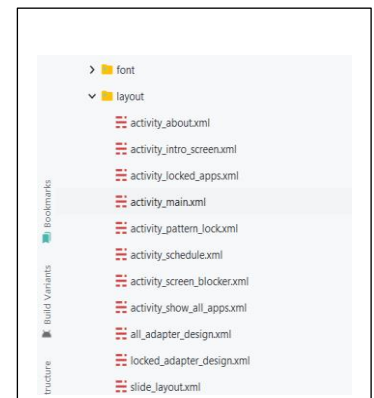 font
layout
activity_about.xml
activity_intro_screen.xml
activity_locked_apps.xml
activity_main.xml
activity_pattern_lock.xml
activity_schedule.xml
activity_screen_blocker.xml
activity_show_all_apps.xml
all_adapter_design.xml
locked_adapter_design.xml
slide_layout.xml
Bookmarks
Build Variants
tructure